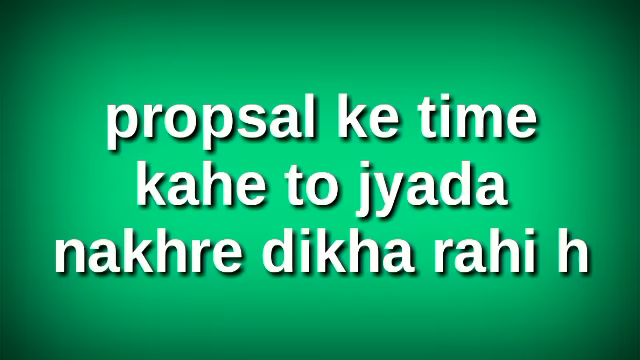 propsal ke time
kahe to jyada
nakhre dikha rahi h